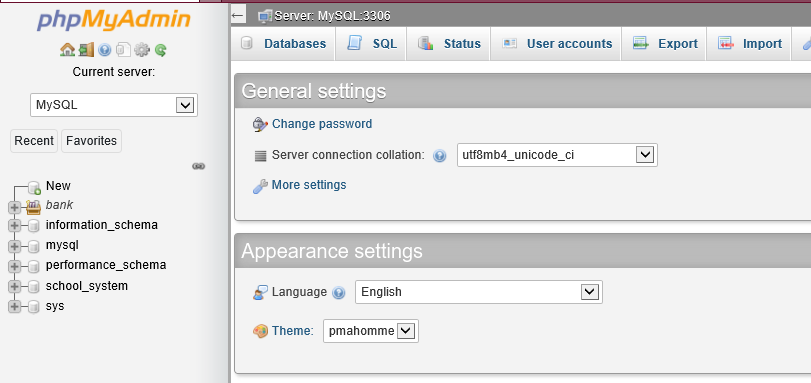 phpMyAdmin
Current server:
MySQL
Recent Favorites
New
bank
information_schema
mysql
performance_schema
school_system
sys
Server: MySQL:3306
Databases SQL Status User accounts Export Import
General settings
Change password
Server connection collation: utf8mb4_unicode_ci
More settings
Appearance settings
Language English
Theme: pmahomme